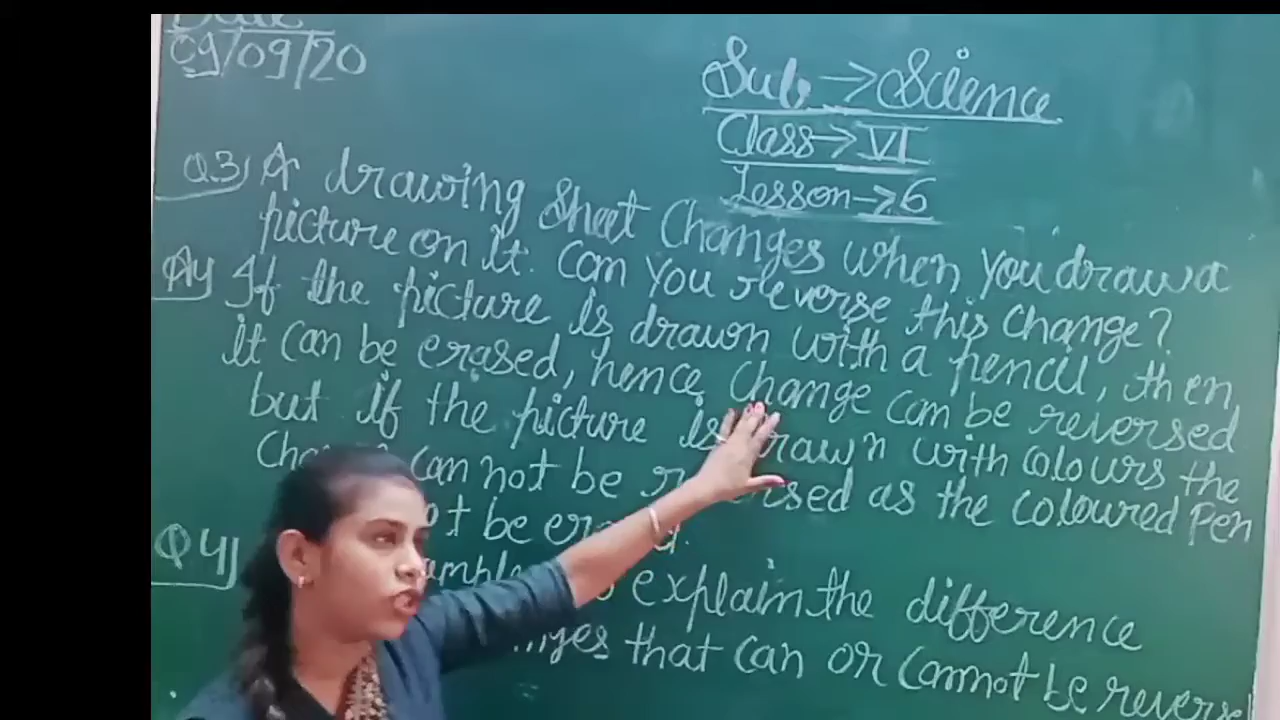 Date
09/09/20
Sub → Science
Class → VI
Lesson → 6
Q.3) A drawing Sheet Changes when you draw a
picture on it. Can you reverse this Change?
A4 If the picture is drawn with a pencil, then
it can be erased, hence Change can be reversed
but if the picture is drawn with colours the
can not be reversed as the coloured pen
be
Q4) explain the difference
that can or cannot be reverse